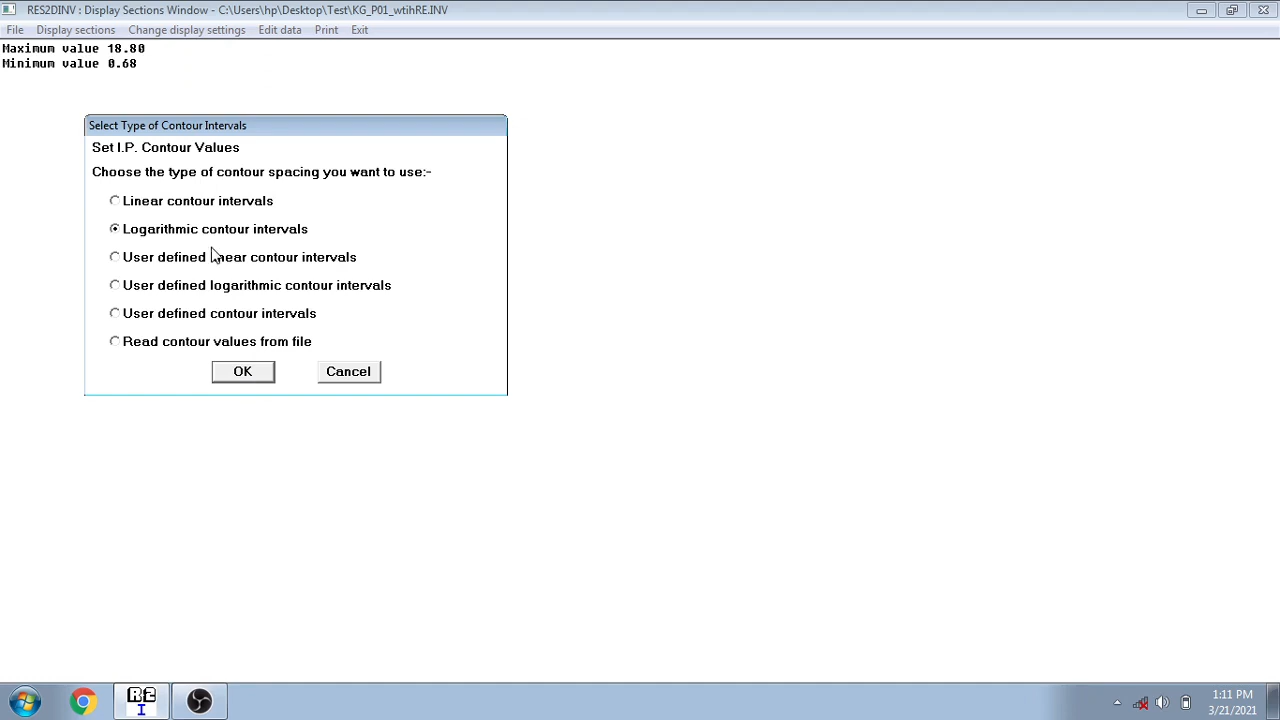 RES2DINV : Display Sections Window - C:\Users\hp\Desktop\Test\KG_P01_wtihRE.INV
File Display sections Change display settings Edit data Print Exit
Maximum value 18.80
Minimum value 0.68
Select Type of Contour Intervals
Set I.P. Contour Values
Choose the type of contour spacing you want to use:-
Linear contour intervals
Logarithmic contour intervals
User defined linear contour intervals
User defined logarithmic contour intervals
User defined contour intervals
Read contour values from file
OK Cancel
R2
I
1:11 PM
3/21/2021